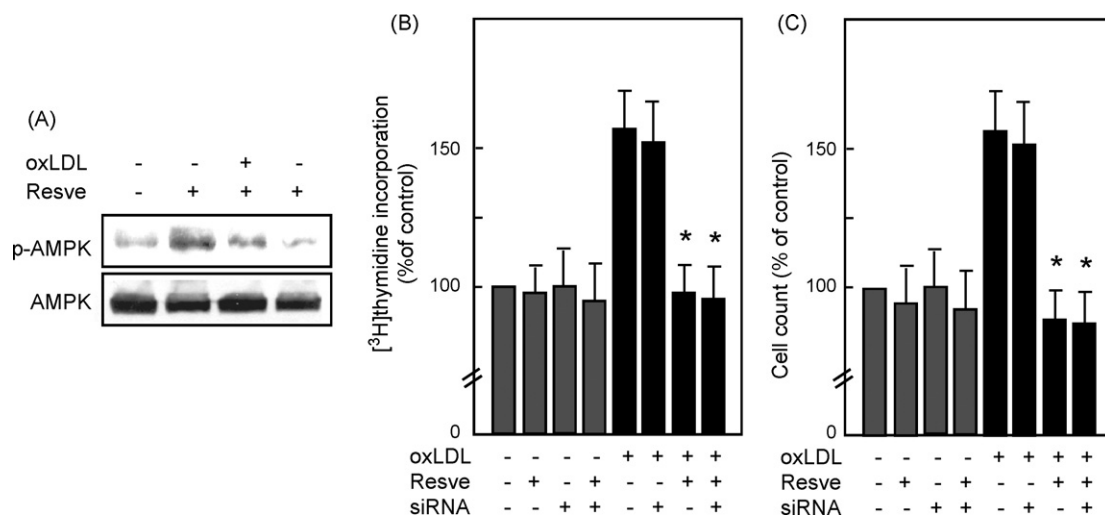 (A)
oxLDL - - + -
Resve - + + +
p-AMPK
AMPK
(B)
[³H]thymidine incorporation
(%of control)
150
100
0
* *
oxLDL - - - - + + + +
Resve - + - + - - + +
siRNA - - + + - + - +
(C)
Cell count (% of control)
150
100
0
* *
oxLDL - - - - + + + +
Resve - + - + - - + +
siRNA - - + + - + - +